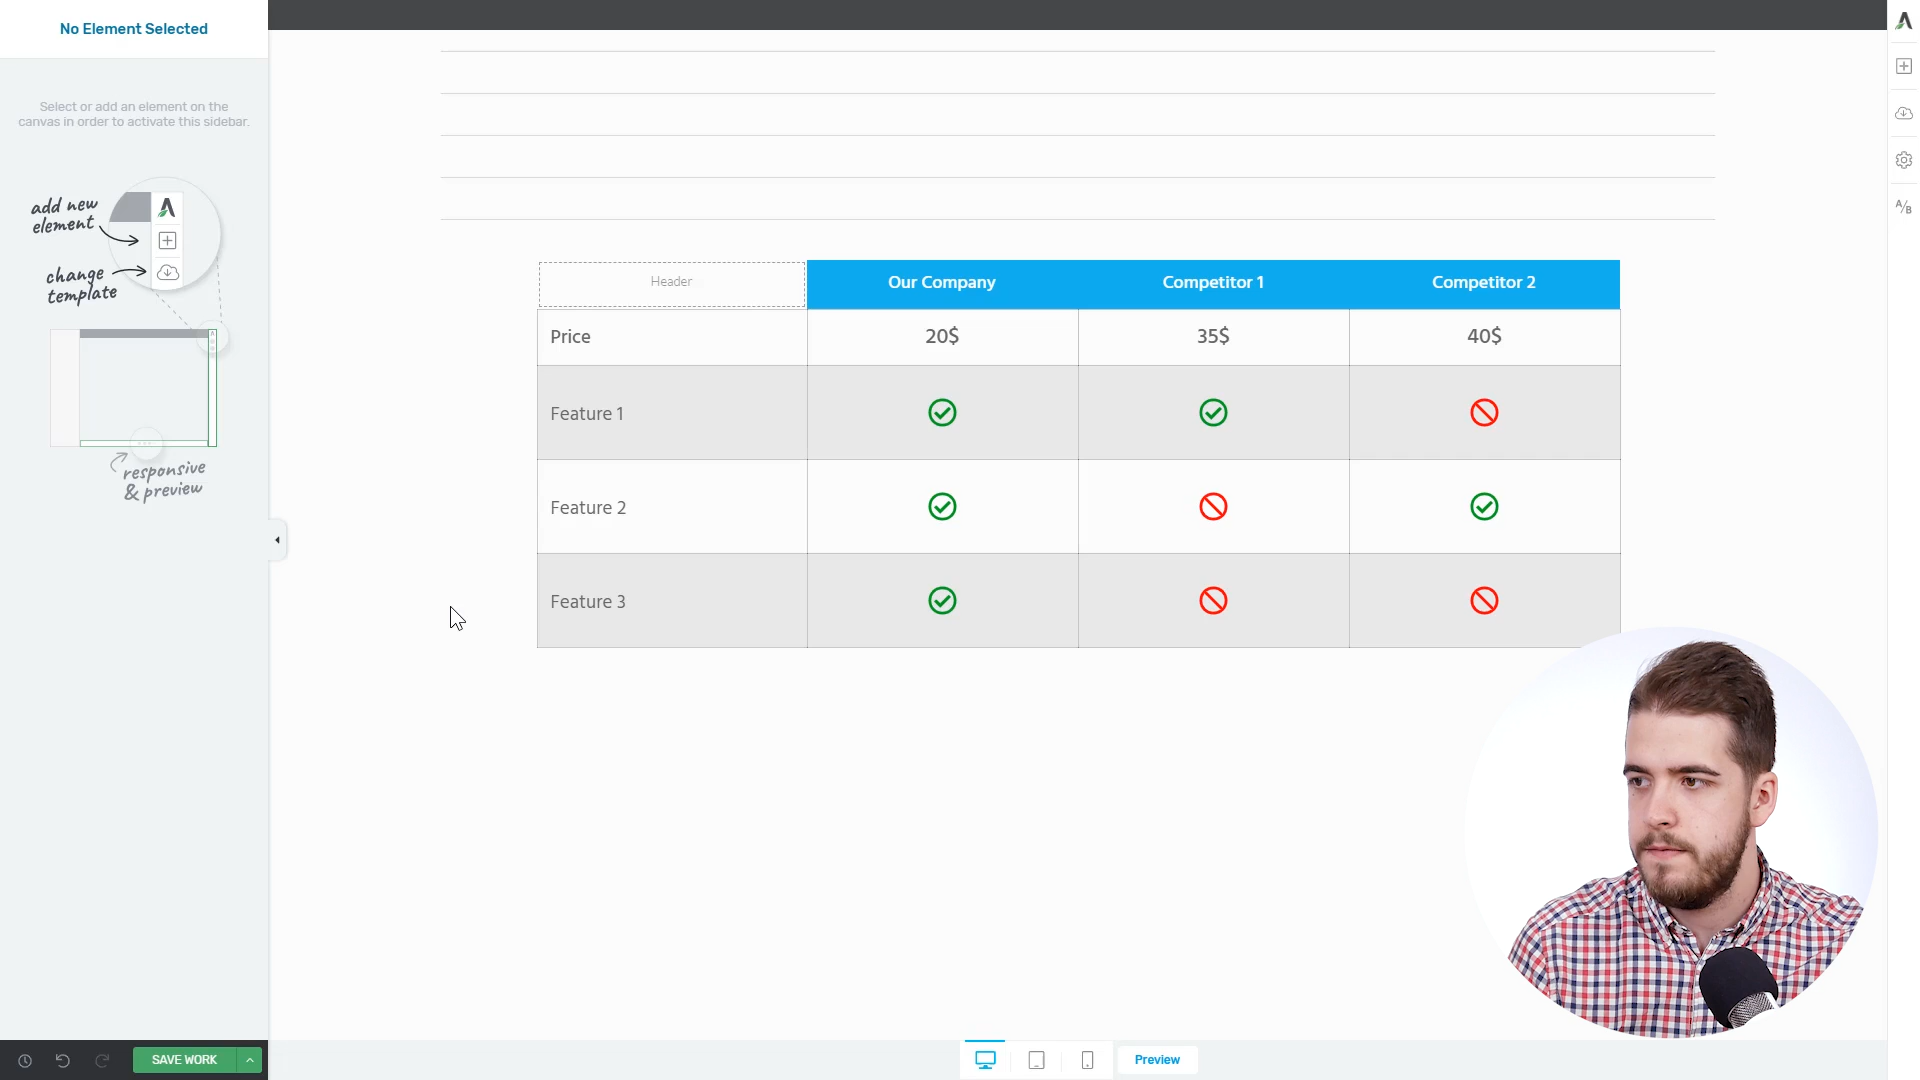 No Element Selected
Select or add an element on the
canvas in order to activate this sidebar.
add new
element
change
template
responsive
& preview
Header
Our Company
Competitor 1
Competitor 2
Price
20$
35$
40$
Feature 1
Feature 2
Feature 3
A/B
SAVE WORK
Preview